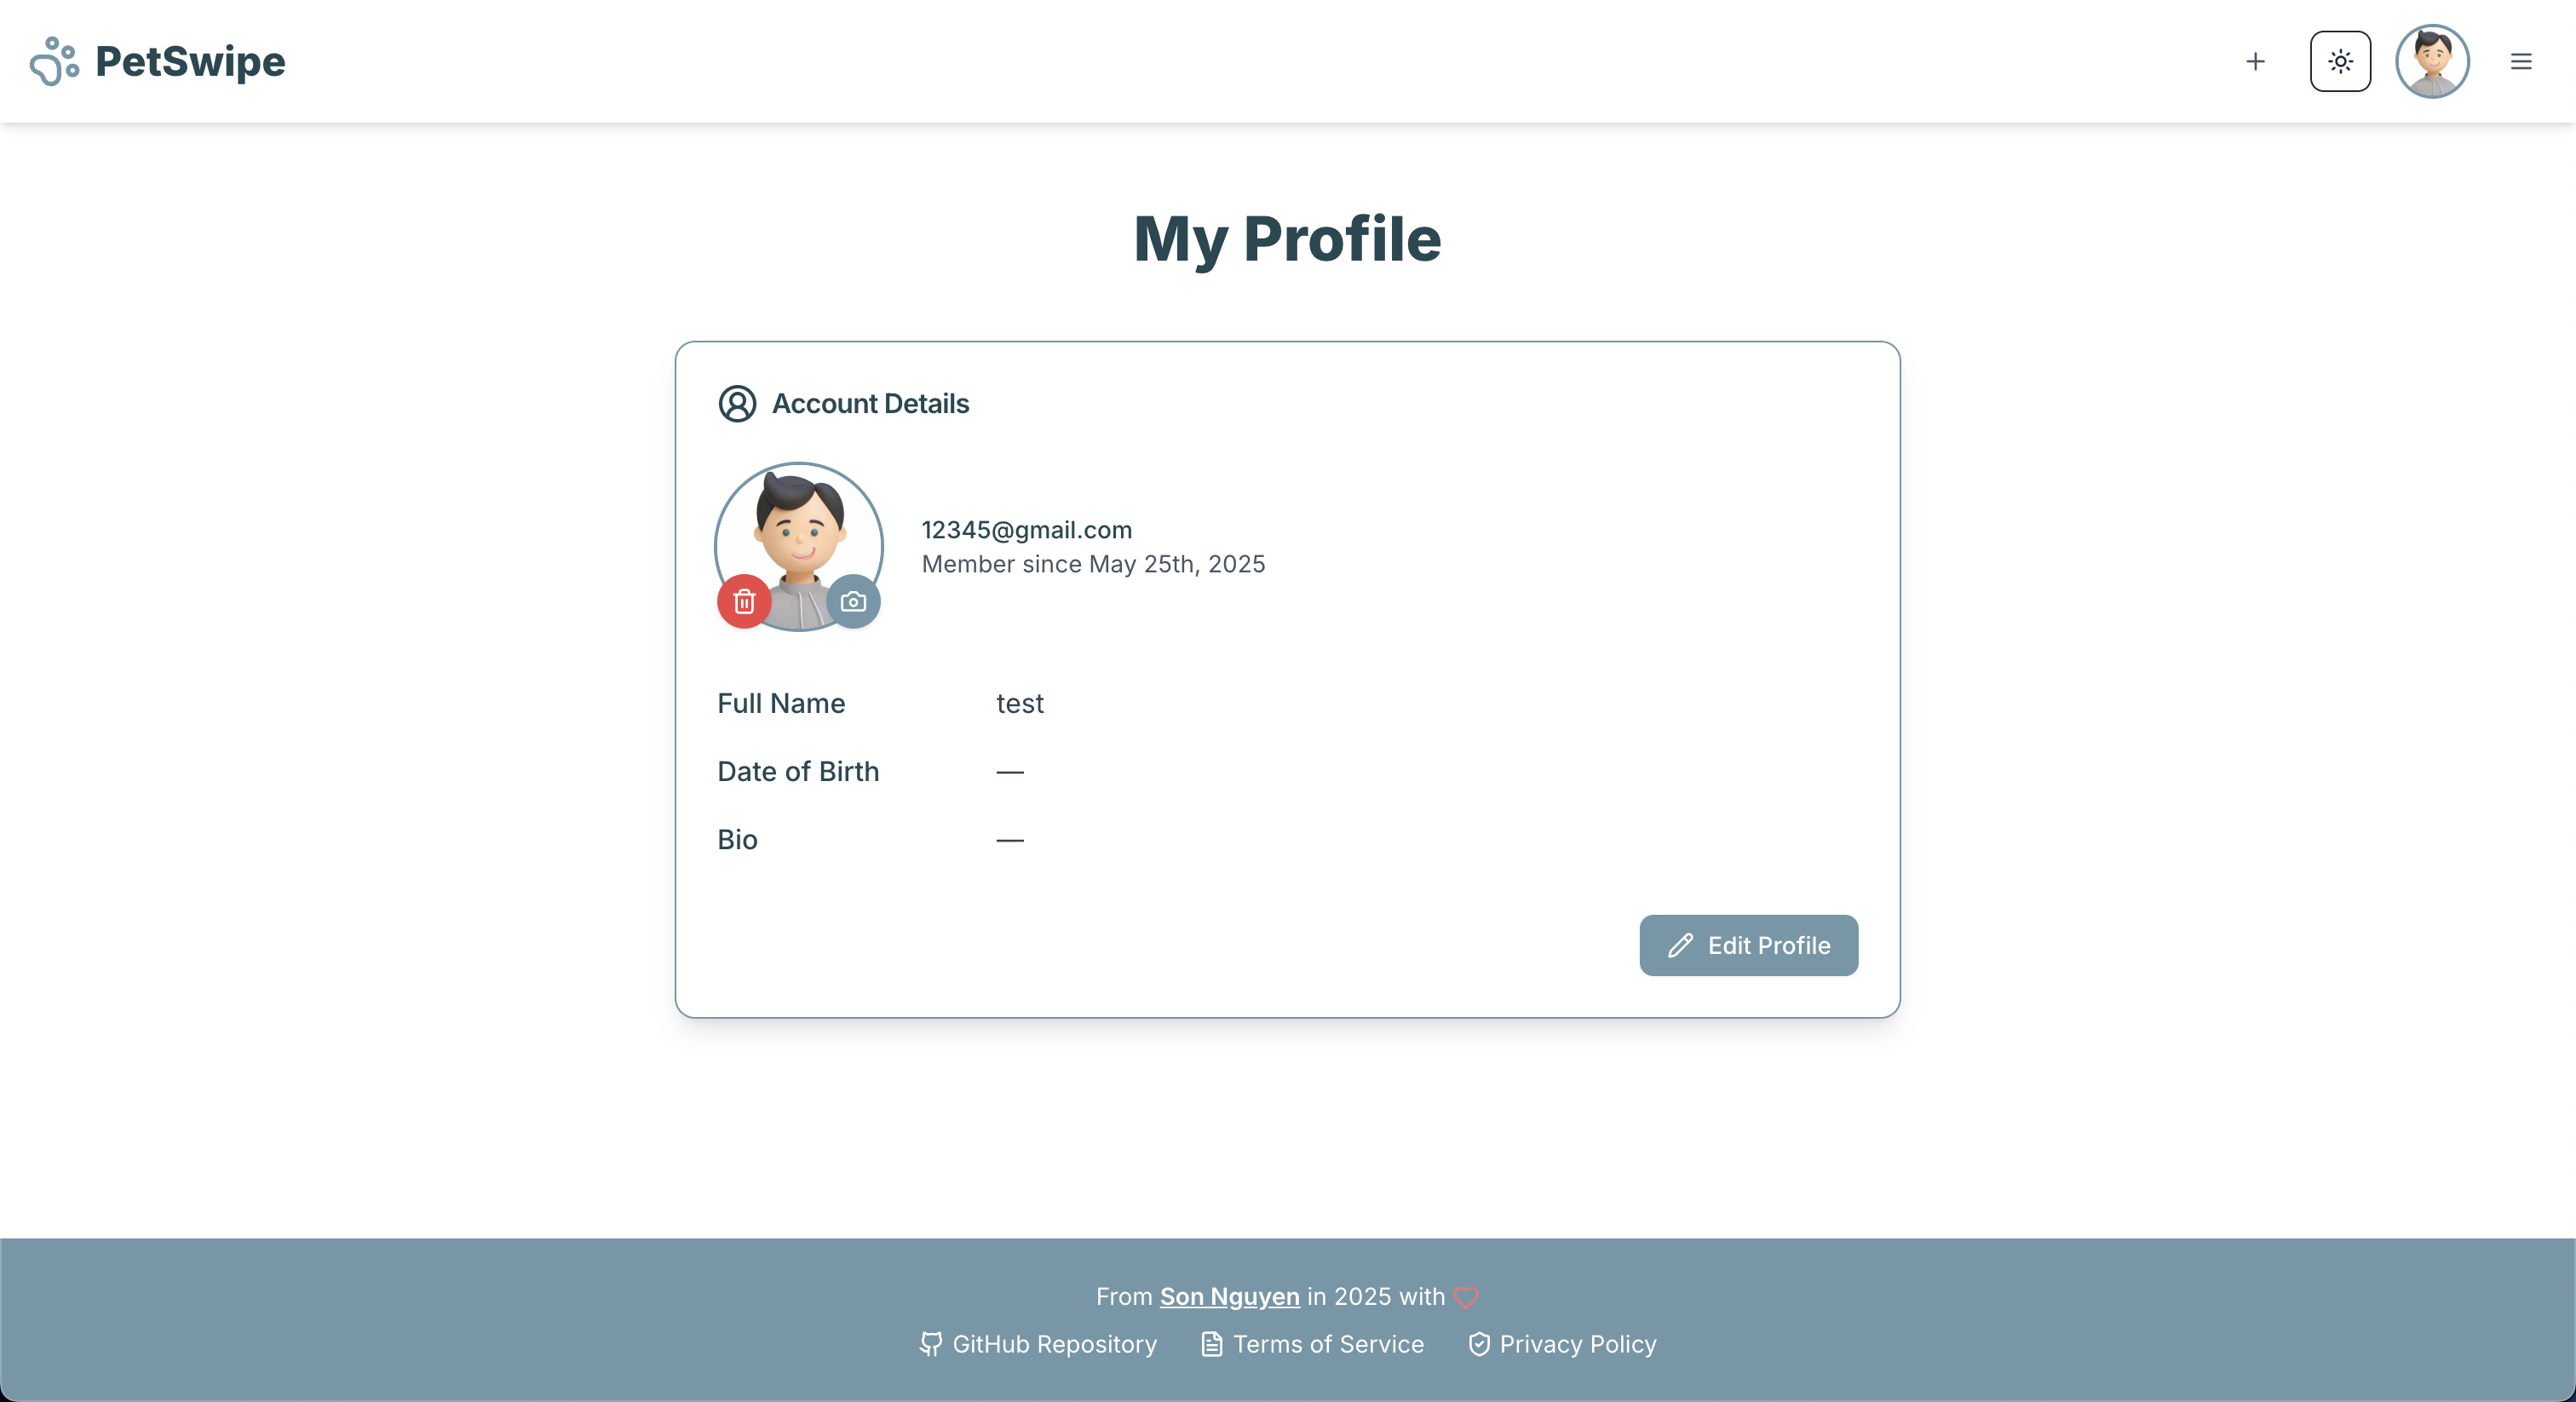 PetSwipe
My Profile
Account Details
12345@gmail.com
Member since May 25th, 2025
Full Name test
Date of Birth —
Bio —
Edit Profile
From Son Nguyen in 2025 with
GitHub Repository Terms of Service Privacy Policy